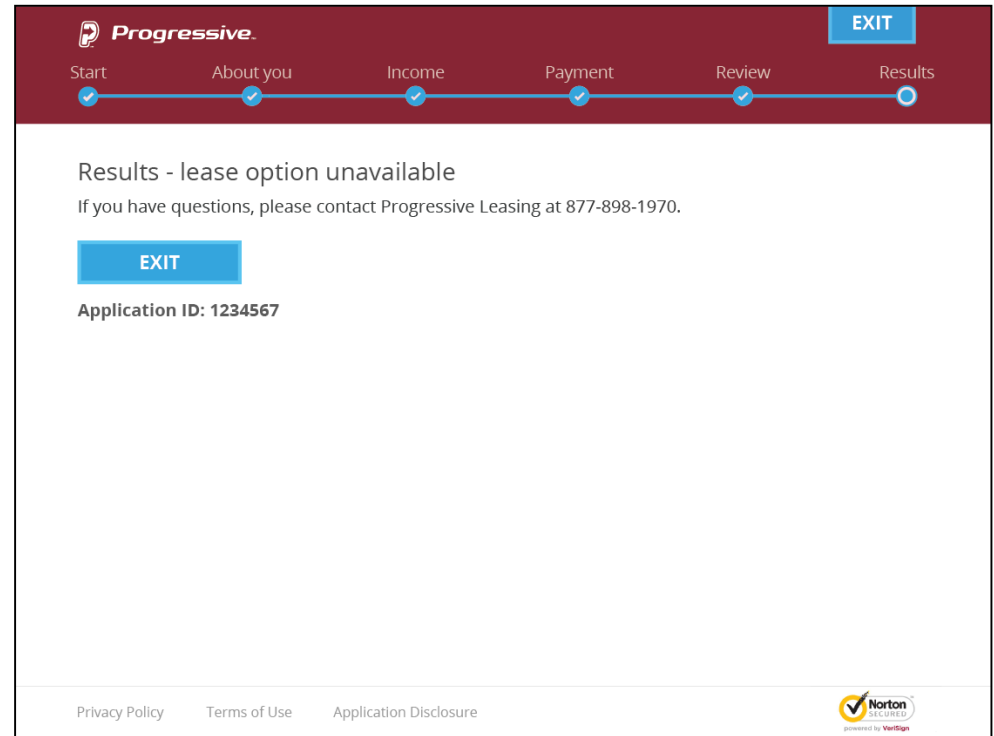 Progressive.
EXIT
Start About you Income Payment Review Results
Results - lease option unavailable
If you have questions, please contact Progressive Leasing at 877-898-1970.
EXIT
Application ID: 1234567
Privacy Policy Terms of Use Application Disclosure
Norton
SECURED
powered by VeriSign